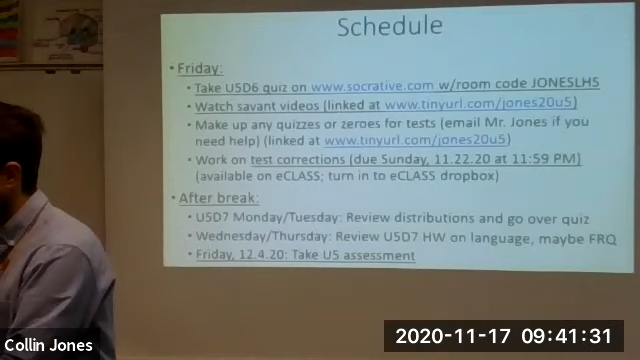 Schedule
• Friday:
• Take U5D6 quiz on www.socrative.com w/room code JONESLHS
• Watch savant videos (linked at www.tinyurl.com/jones20u5)
• Make up any quizzes or zeroes for tests (email Mr. Jones if you
need help) (linked at www.tinyurl.com/jones20u5)
• Work on test corrections (due Sunday, 11.22.20 at 11:59 PM)
(available on eCLASS; turn in to eCLASS dropbox)
• After break:
• U5D7 Monday/Tuesday: Review distributions and go over quiz
• Wednesday/Thursday: Review U5D7 HW on language, maybe FRQ
• Friday, 12.4.20: Take U5 assessment
Collin Jones
2020-11-17 09:41:31